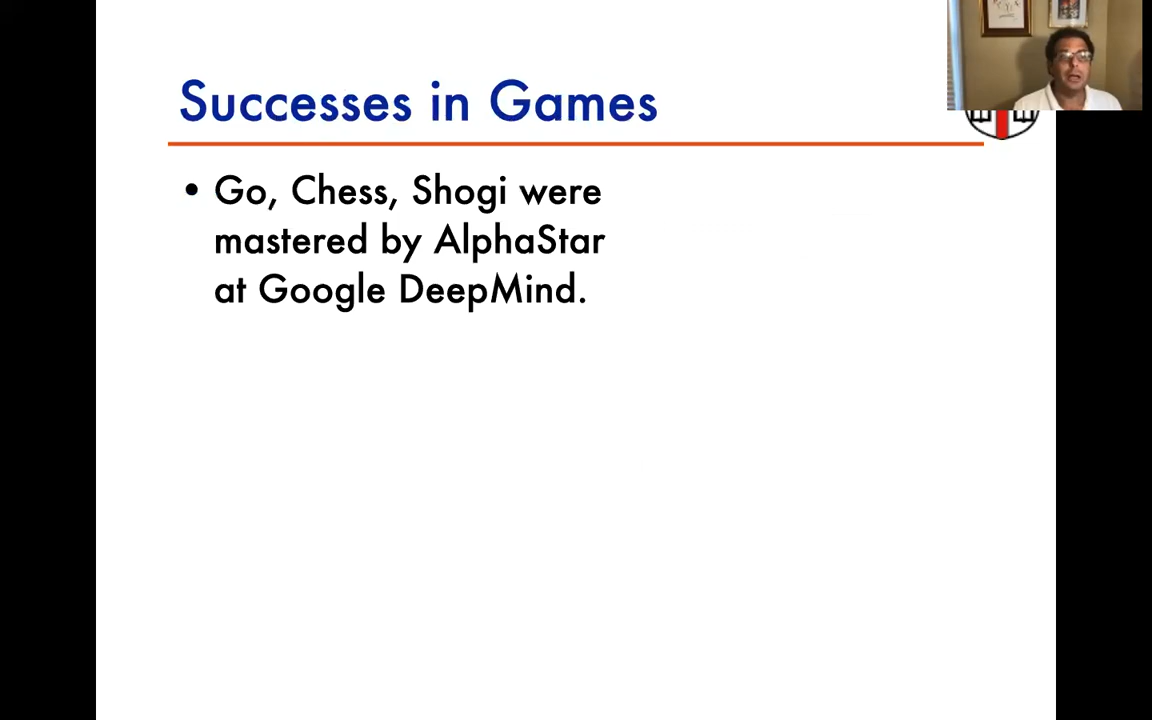 Successes in Games
• Go, Chess, Shogi were
mastered by AlphaStar
at Google DeepMind.